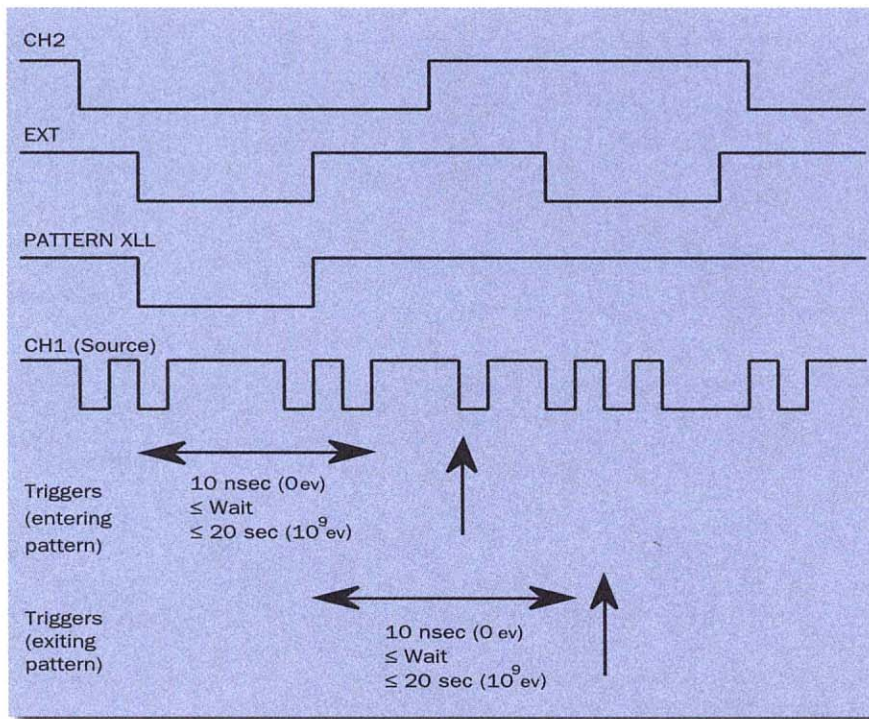 CH2
EXT
PATTERN XLL
CH1 (Source)
Triggers
(entering
pattern)
10 nsec (0ev)
≤ Wait
≤ 20 sec (10⁹ev)
Triggers
(exiting
pattern)
10 nsec (0 ev)
≤ Wait
≤ 20 sec (10⁹ev)